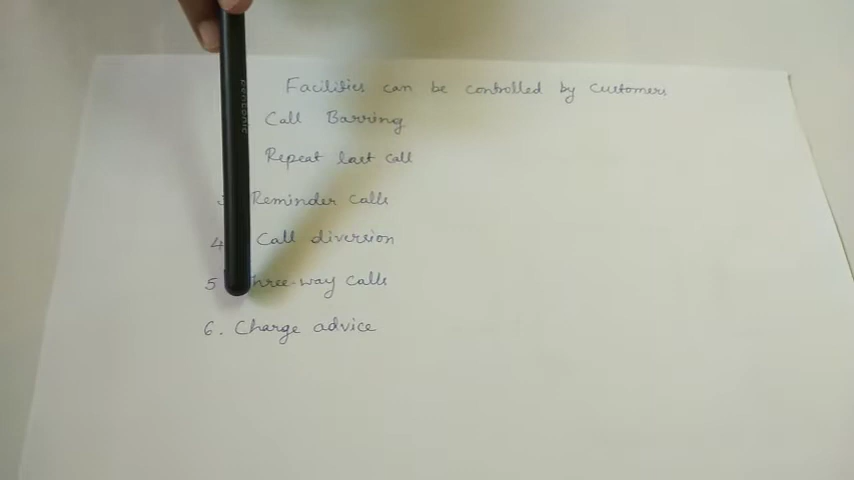 Facilities can be controlled by customers
Call Barring
Repeat last call
Reminder calls
4 Call diversion
5 Three-way calls
6. Charge advice